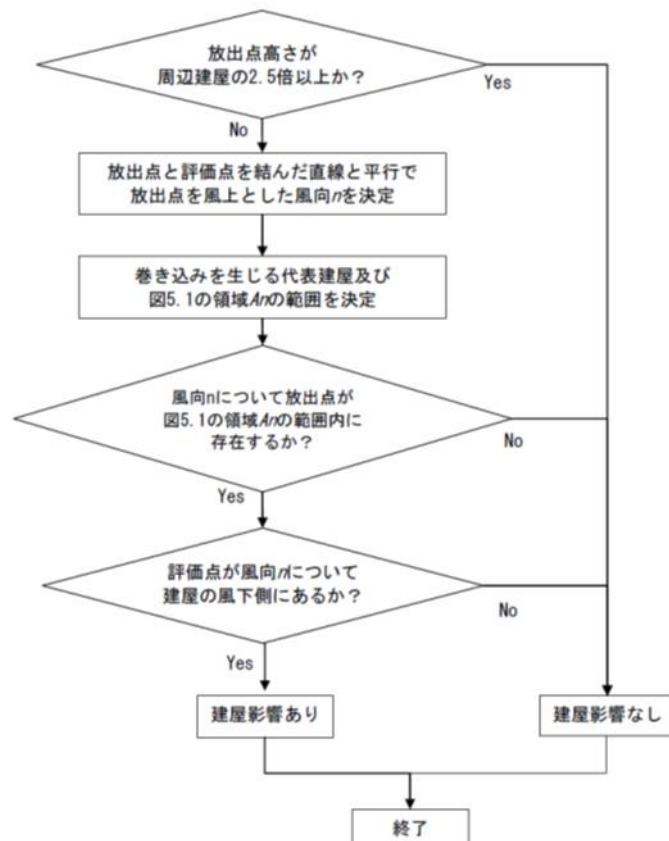 放出点高さが
周辺建屋の2.5倍以上か？
Yes
No
放出点と評価点を結んだ直線と平行で
放出点を風上とした風向nを決定
巻き込みを生じる代表建屋及び
図5.1の領域Anの範囲を決定
風向nについて放出点が
図5.1の領域Anの範囲内に
存在するか？
No
Yes
評価点が風向nについて
建屋の風下側にあるか？
No
Yes
建屋影響あり
建屋影響なし
終了